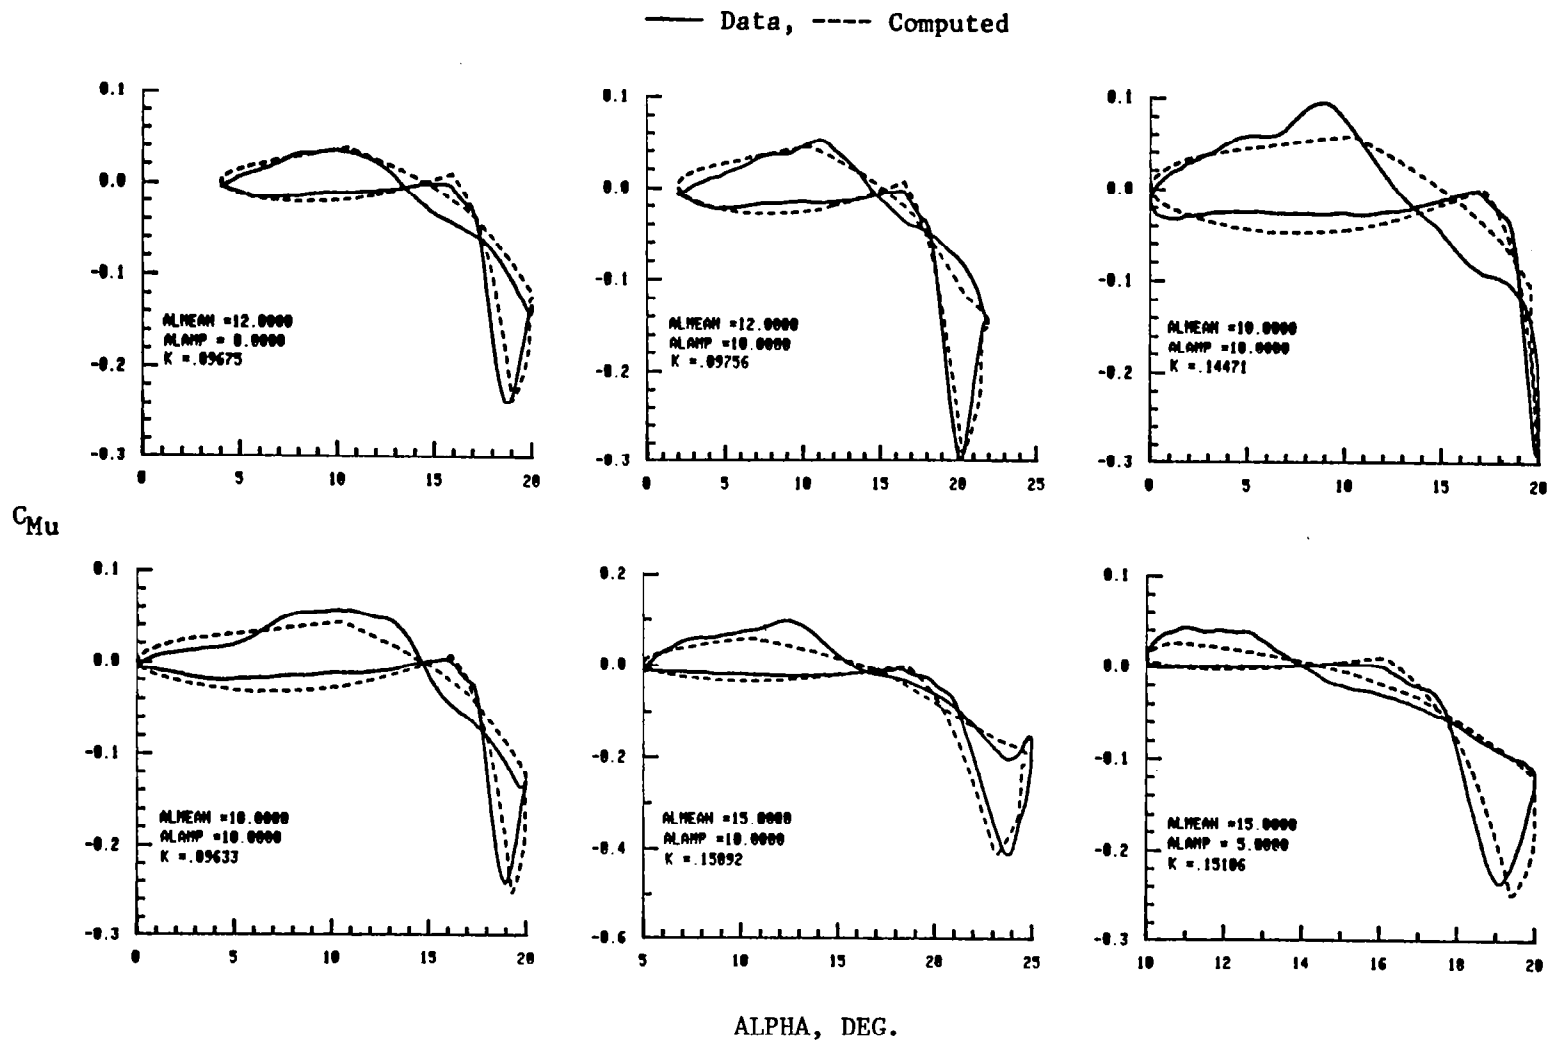 Data, Computed
0.1
0.0
-0.1
-0.2
-0.3
0 5 10 15 20
ALMEAN =12.0000
ALAMP = 8.0000
K =.09675
0.1
0.0
-0.1
-0.2
-0.3
0 5 10 15 20 25
ALMEAN =12.0000
ALAMP =10.0000
K =.09756
0.1
0.0
-0.1
-0.2
-0.3
0 5 10 15 20
ALMEAN =10.0000
ALAMP =10.0000
K =.14471
CMu
0.1
0.0
-0.1
-0.2
-0.3
0 5 10 15 20
ALMEAN =10.0000
ALAMP =10.0000
K =.09633
0.2
0.0
-0.2
-0.4
-0.6
5 10 15 20 25
ALMEAN =15.0000
ALAMP =10.0000
K =.15092
0.1
0.0
-0.1
-0.2
-0.3
10 12 14 16 18 20
ALMEAN =15.0000
ALAMP = 5.0000
K =.15106
ALPHA, DEG.